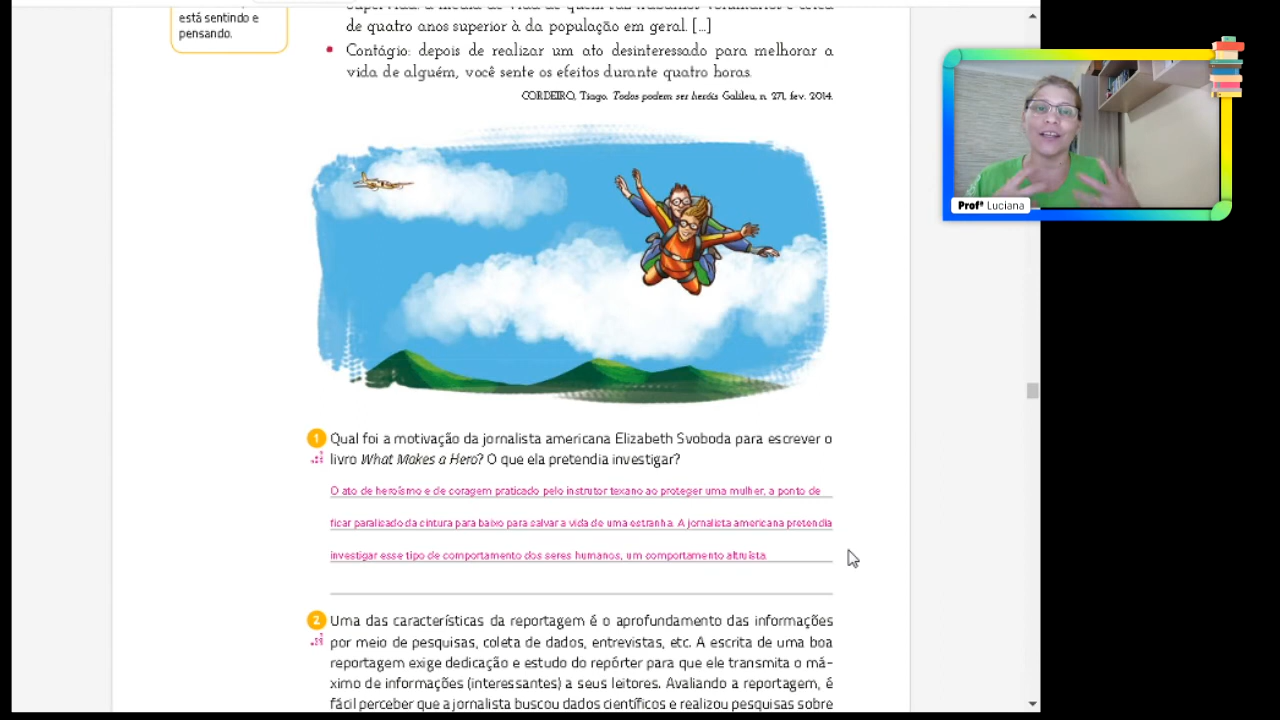 está sentindo e
pensando.
de quatro anos superior à da população em geral. [...]
Contágio: depois de realizar um ato desinteressado para melhorar a
vida de alguém, você sente os efeitos durante quatro horas.
CORDEIRO, Tiago. Todos podem ser heróis. Galileu, n. 271, fev. 2014.
Profª Luciana
1 Qual foi a motivação da jornalista americana Elizabeth Svoboda para escrever o
livro What Makes a Hero? O que ela pretendia investigar?
O ato de heroísmo e de coragem praticado pelo instrutor texano ao proteger uma mulher, a ponto de
ficar paralisado da cintura para baixo para salvar a vida de uma estranha. A jornalista americana pretendia
investigar esse tipo de comportamento dos seres humanos, um comportamento altruísta.
2 Uma das características da reportagem é o aprofundamento das informações
por meio de pesquisas, coleta de dados, entrevistas, etc. A escrita de uma boa
reportagem exige dedicação e estudo do repórter para que ele transmita o má-
ximo de informações (interessantes) a seus leitores. Avaliando a reportagem, é
fácil perceber que a jornalista buscou dados científicos e realizou pesquisas sobre